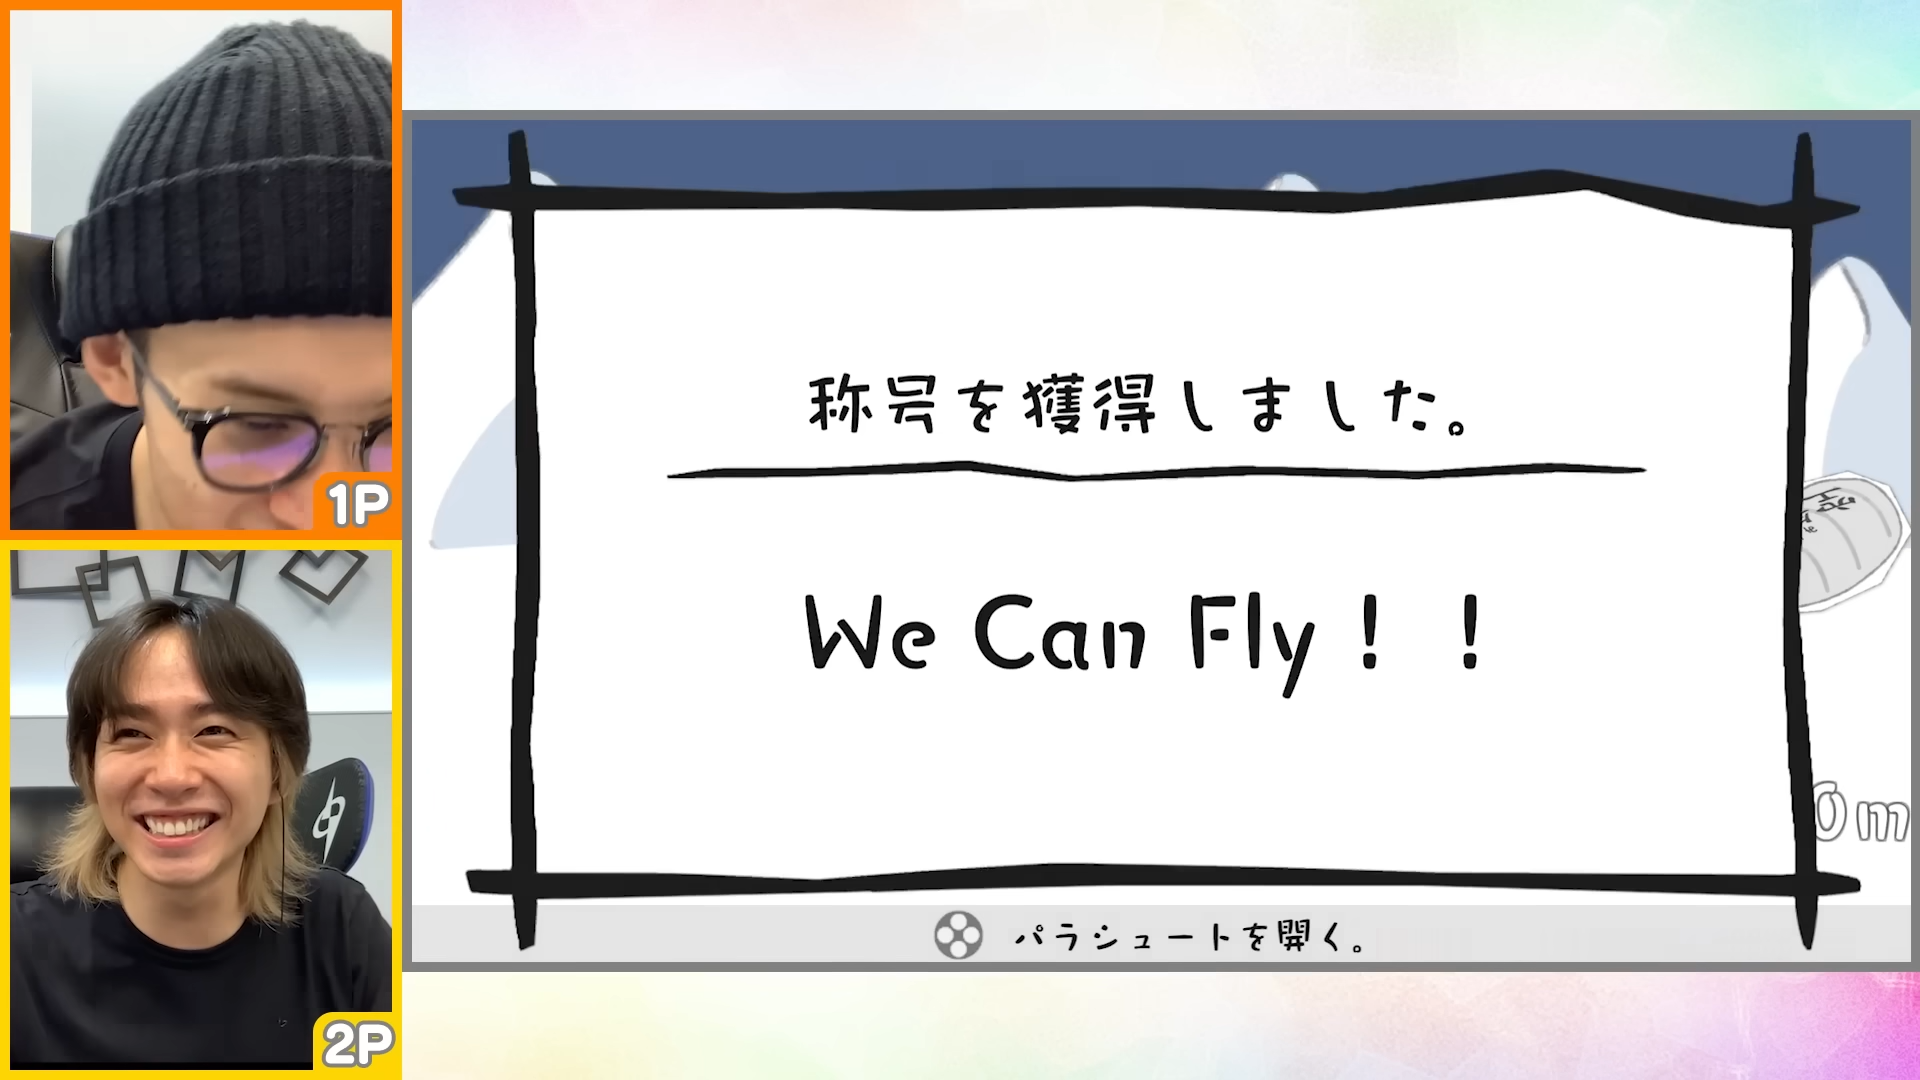 1P
2P
称号を獲得しました。
We Can Fly！！
0m
パラシュートを開く。